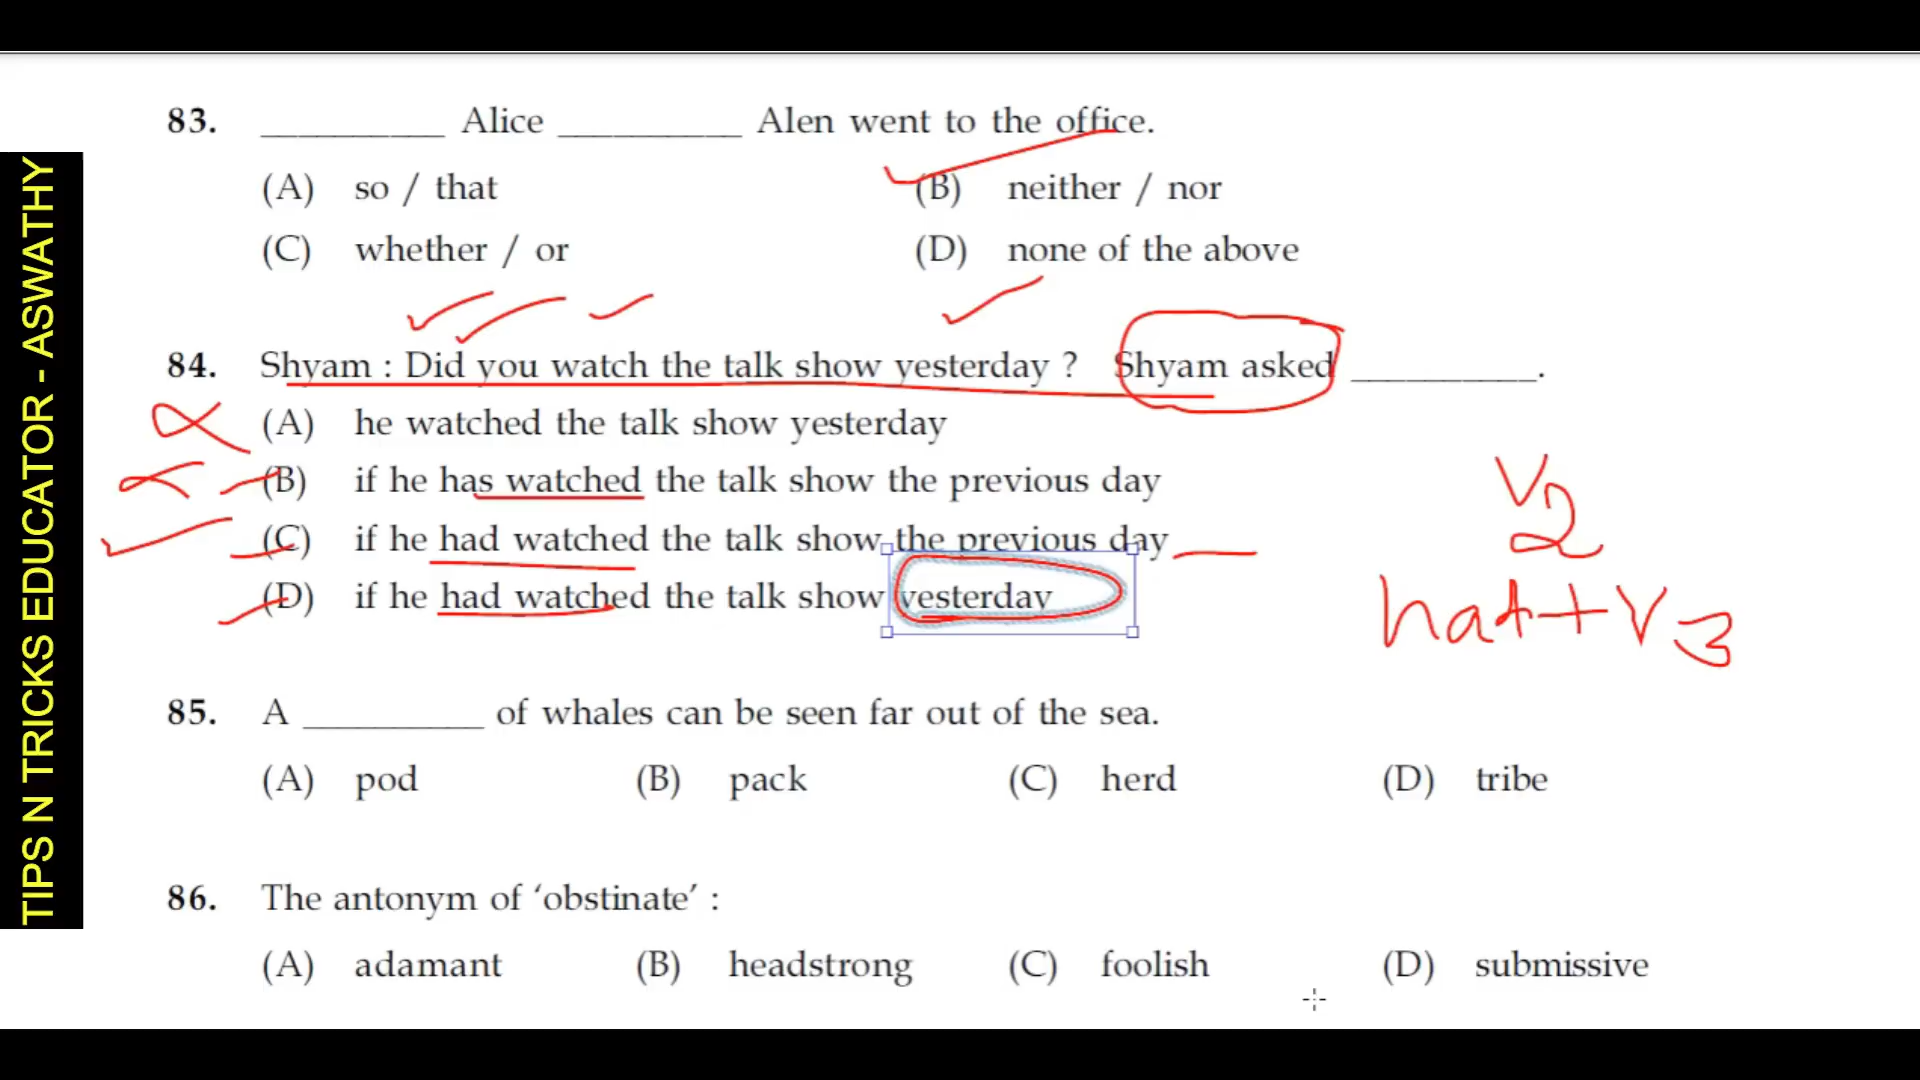 TIPS N TRICKS EDUCATOR - ASWATHY
83. __________ Alice __________ Alen went to the office.
(A) so / that (B) neither / nor
(C) whether / or (D) none of the above
84. Shyam : Did you watch the talk show yesterday ? Shyam asked __________.
(A) he watched the talk show yesterday
(B) if he has watched the talk show the previous day
(C) if he had watched the talk show the previous day
(D) if he had watched the talk show yesterday
V2
had+V3
85. A __________ of whales can be seen far out of the sea.
(A) pod (B) pack (C) herd (D) tribe
86. The antonym of ‘obstinate’ :
(A) adamant (B) headstrong (C) foolish (D) submissive